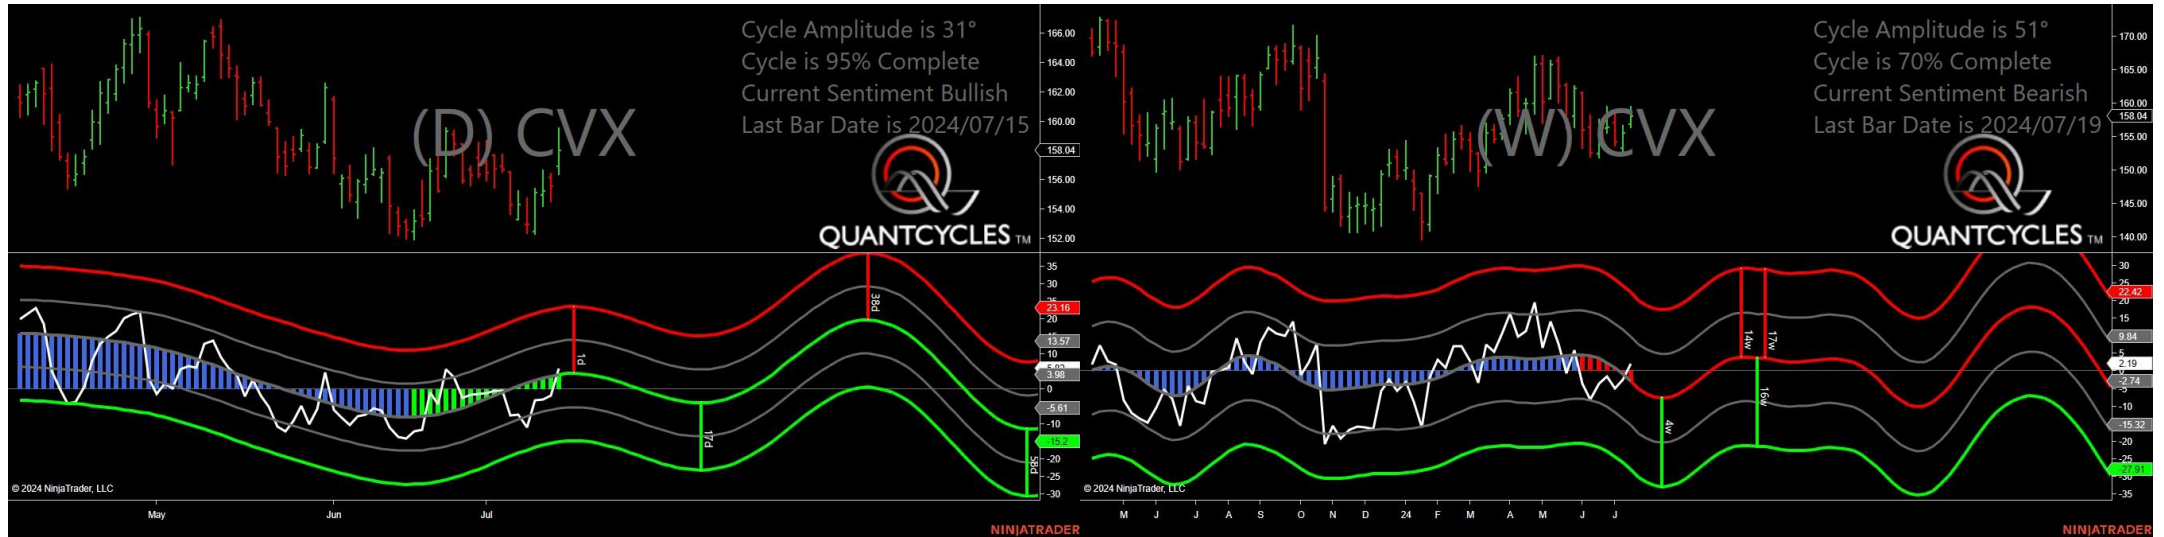 Cycle Amplitude is 31°
Cycle is 95% Complete
Current Sentiment Bullish
Last Bar Date is 2024/07/15
(D) CVX
QUANTCYCLES TM
166.00
164.00
162.00
160.00
158.04
156.00
154.00
152.00
35
30
23.16
20
13.57
10
3.98
0
-5.61
-10
-15.2
-20
-25
-30
1d
17d
38d
58d
© 2024 NinjaTrader, LLC
May
Jun
Jul
NINJATRADER
Cycle Amplitude is 51°
Cycle is 70% Complete
Current Sentiment Bearish
Last Bar Date is 2024/07/19
(W) CVX
QUANTCYCLES TM
170.00
165.00
160.00
158.04
155.00
150.00
145.00
140.00
30
22.42
20
15
9.84
5
2.19
-2.74
-5
-10
-15.32
-20
-25
-27.91
-35
4w
14w
17w
16w
© 2024 NinjaTrader, LLC
M J J A S O N D 24 F M A M J J
NINJATRADER